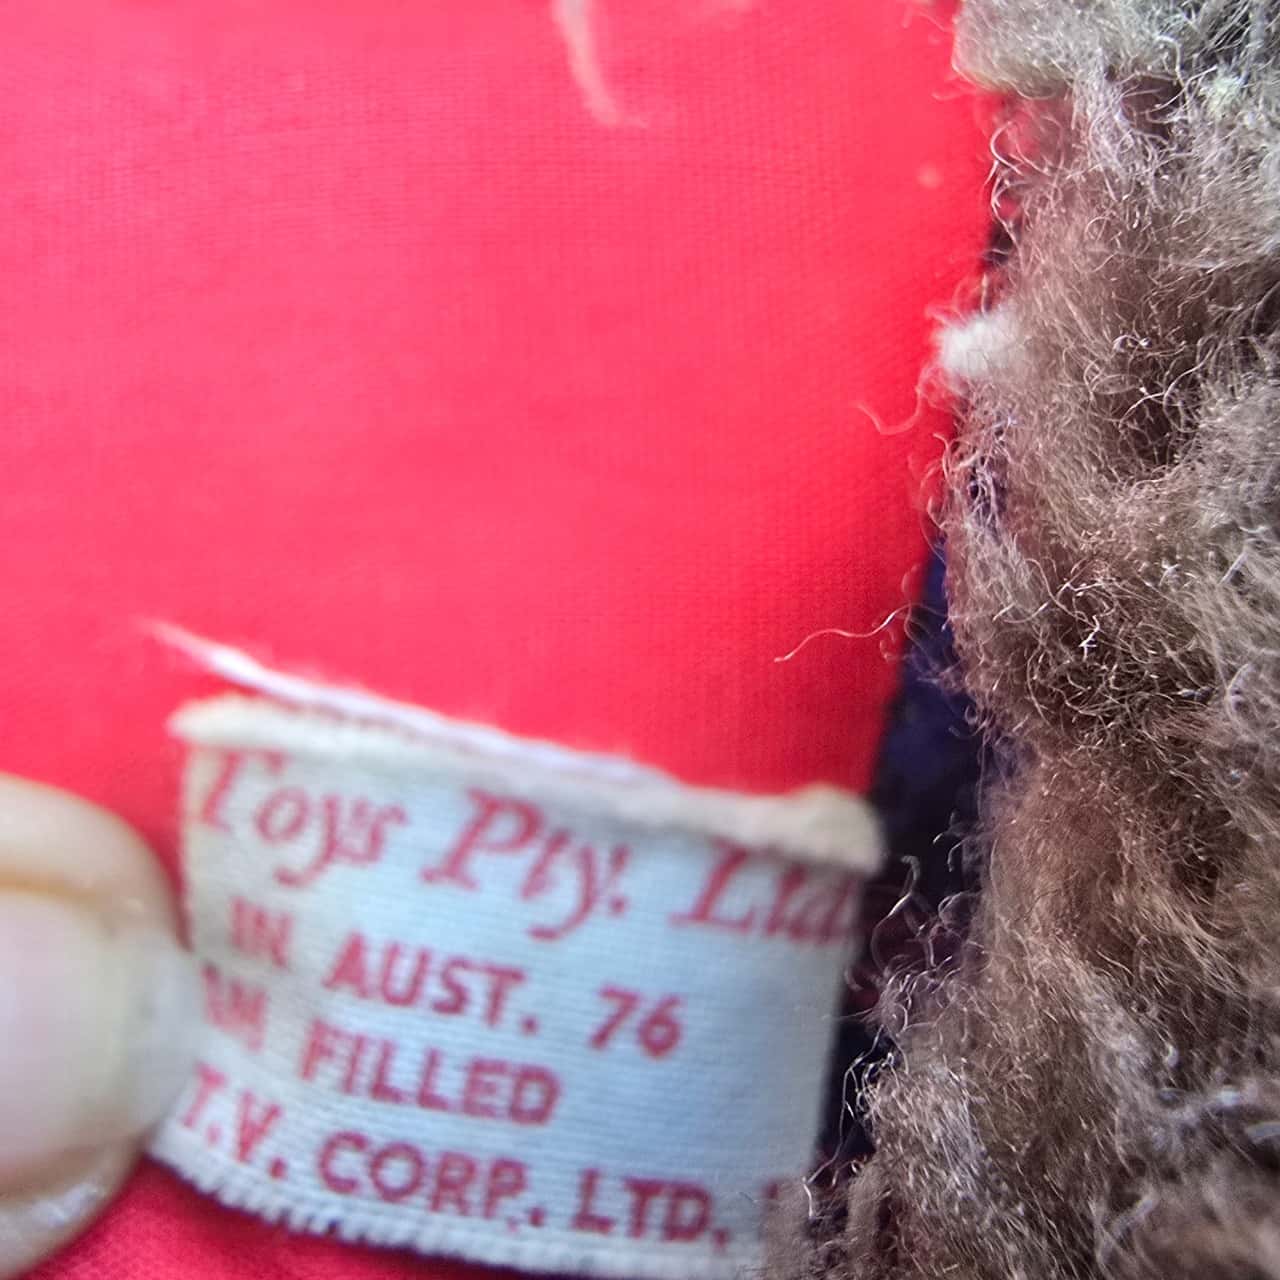 Toys Pty. Ltd
IN AUST. 76
FILLED
T.V. CORP. LTD.